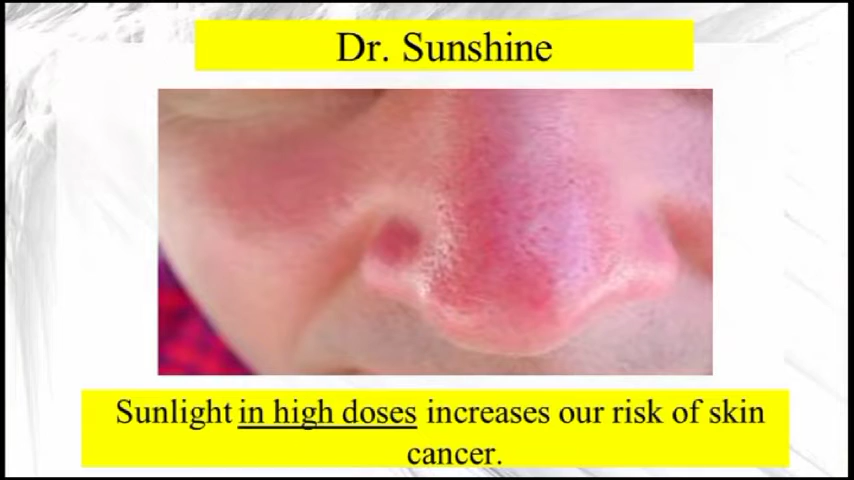 Dr. Sunshine
Sunlight in high doses increases our risk of skin
cancer.